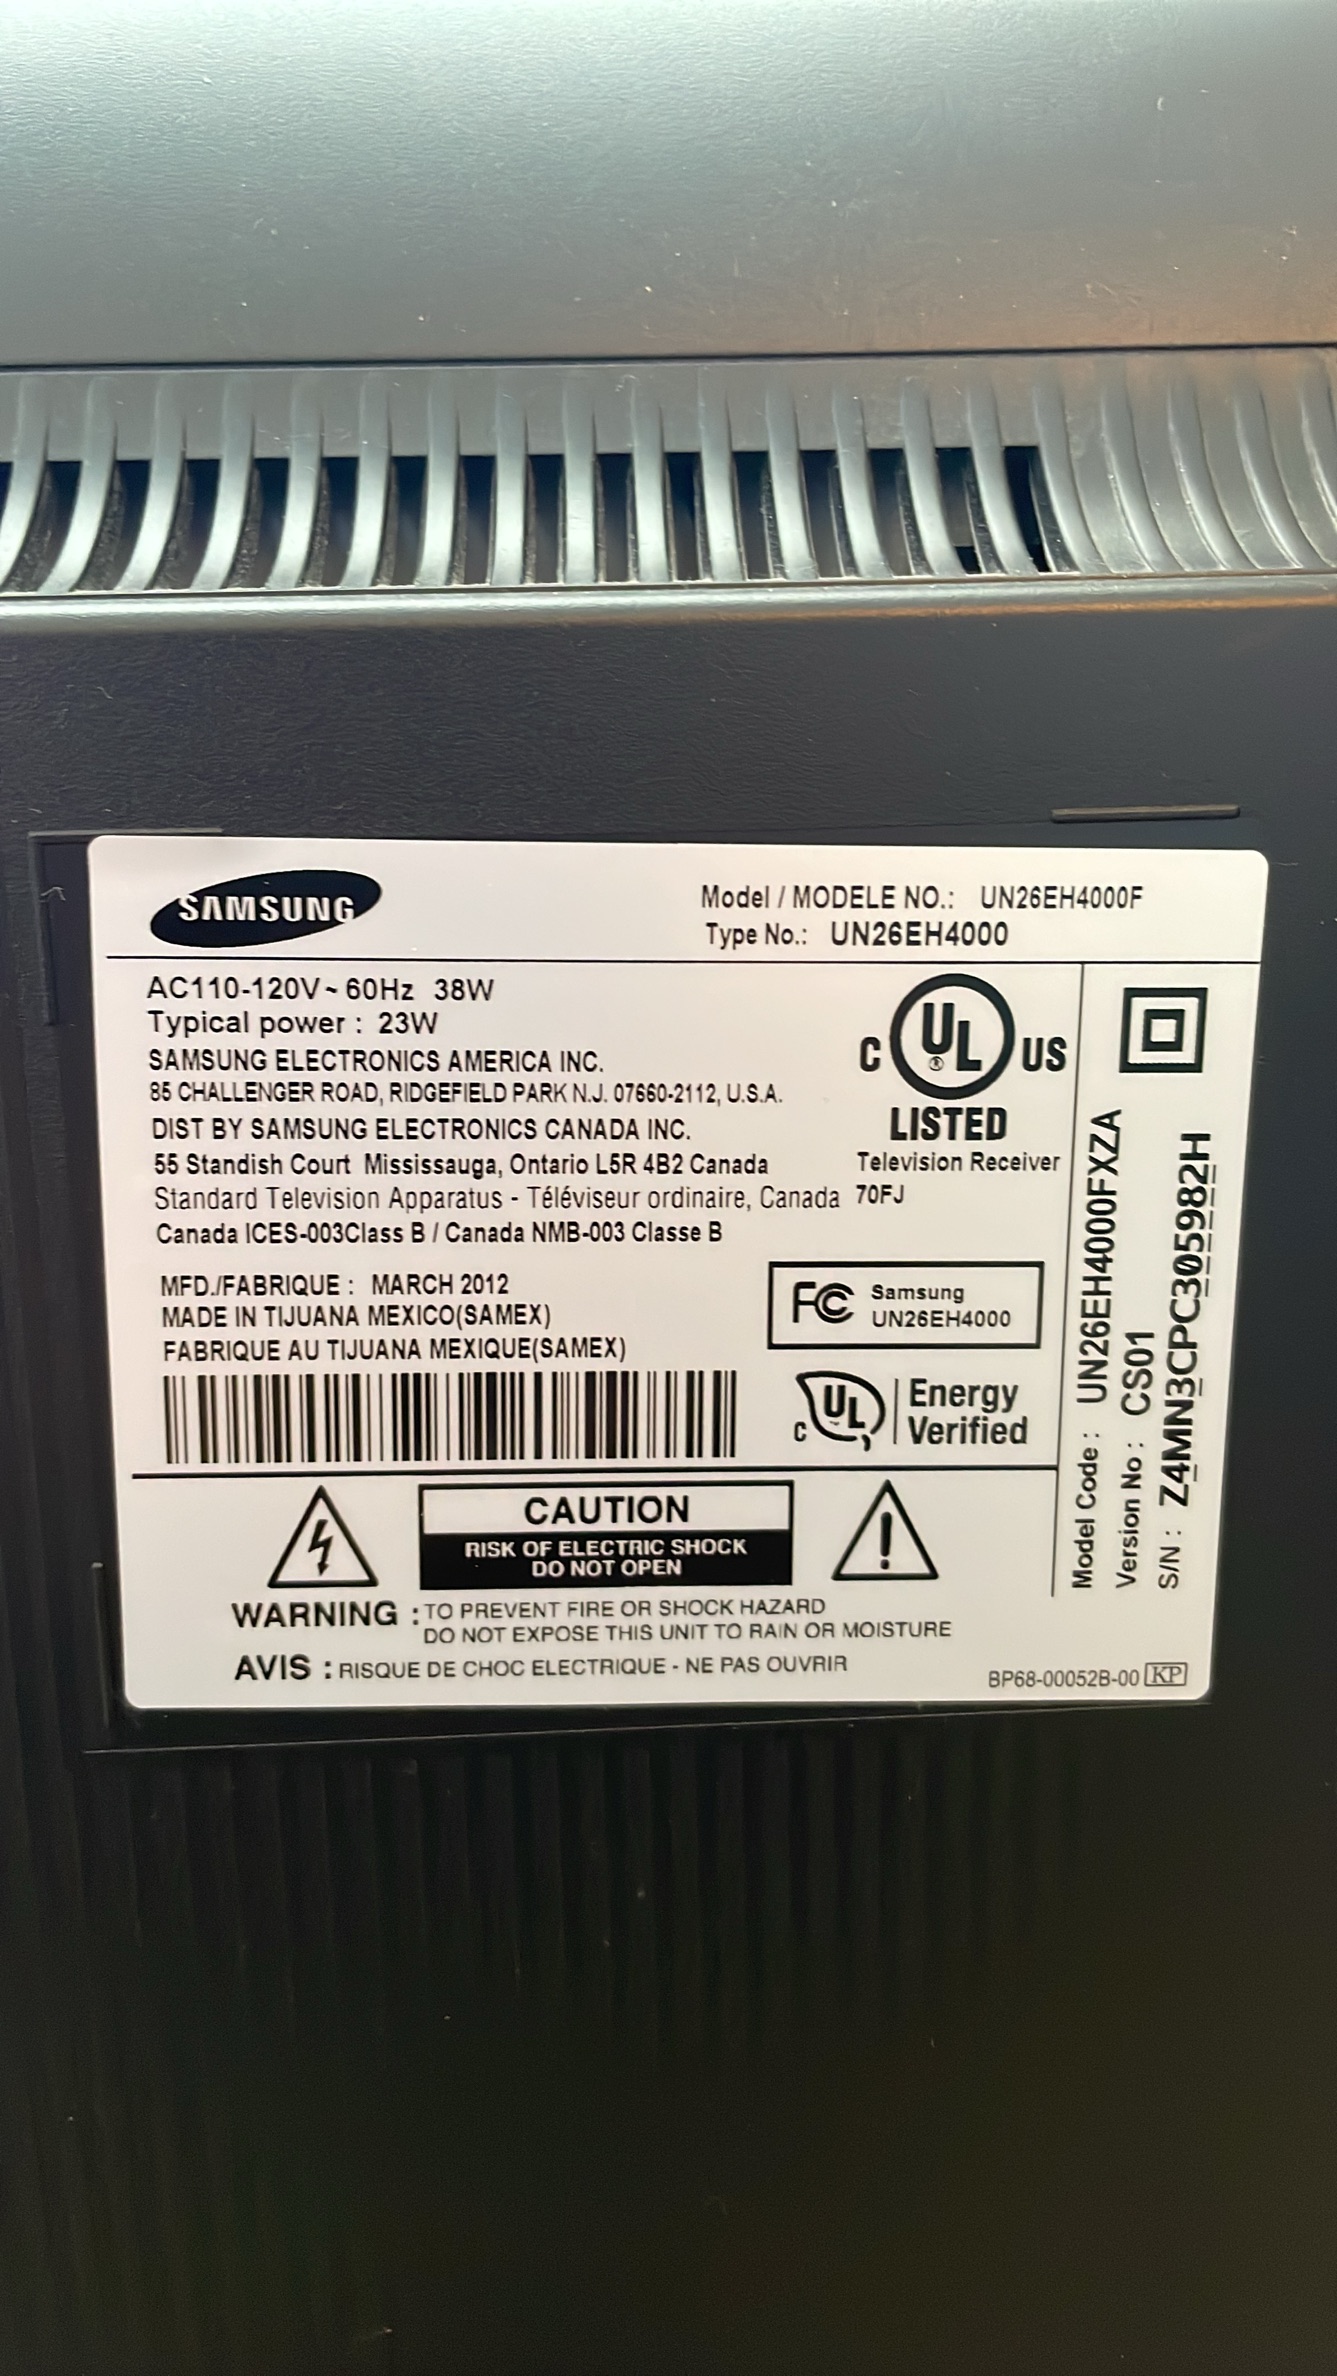 SAMSUNG
Model / MODELE NO.: UN26EH4000F
Type No.: UN26EH4000
AC110-120V~ 60Hz 38W
Typical power : 23W
SAMSUNG ELECTRONICS AMERICA INC.
85 CHALLENGER ROAD, RIDGEFIELD PARK N.J. 07660-2112, U.S.A.
DIST BY SAMSUNG ELECTRONICS CANADA INC.
55 Standish Court Mississauga, Ontario L5R 4B2 Canada
Standard Television Apparatus - Téléviseur ordinaire, Canada
Canada ICES-003Class B / Canada NMB-003 Classe B
C UL® US
LISTED
Television Receiver
70FJ
MFD./FABRIQUE : MARCH 2012
MADE IN TIJUANA MEXICO(SAMEX)
FABRIQUE AU TIJUANA MEXIQUE(SAMEX)
FC Samsung
UN26EH4000
C UL Energy
Verified
Model Code : UN26EH4000FXZA
Version No : CS01
S/N : Z4MN3CPC305982H
CAUTION
RISK OF ELECTRIC SHOCK
DO NOT OPEN
WARNING : TO PREVENT FIRE OR SHOCK HAZARD
DO NOT EXPOSE THIS UNIT TO RAIN OR MOISTURE
AVIS : RISQUE DE CHOC ELECTRIQUE - NE PAS OUVRIR
BP68-00052B-00 KP